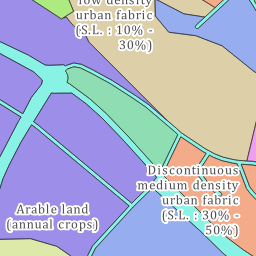 low density
urban fabric
(S.L. : 10% -
30%)
Discontinuous
medium density
urban fabric
(S.L. : 30% -
50%)
Arable land
(annual crops)